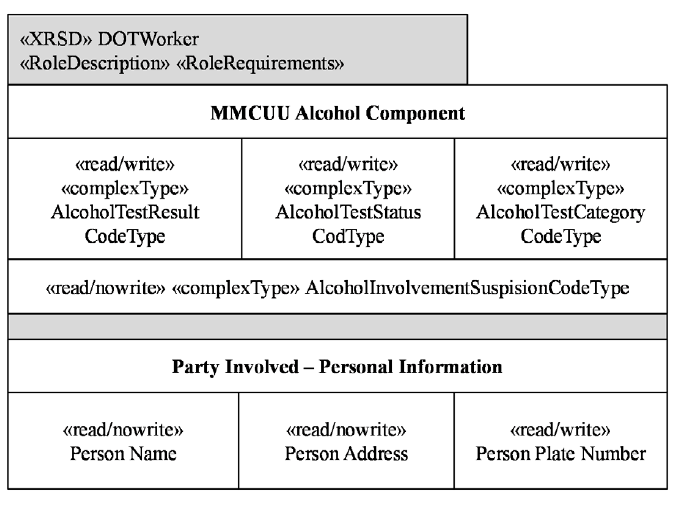 «XRSD» DOTWorker
«RoleDescription» «RoleRequirements»
MMCUU Alcohol Component
«read/write»
«complexType»
AlcoholTestResult
CodeType
«read/write»
«complexType»
AlcoholTestStatus
CodType
«read/write»
«complexType»
AlcoholTestCategory
CodeType
«read/nowrite» «complexType» AlcoholInvolvementSuspisionCodeType
Party Involved – Personal Information
«read/nowrite»
Person Name
«read/nowrite»
Person Address
«read/write»
Person Plate Number